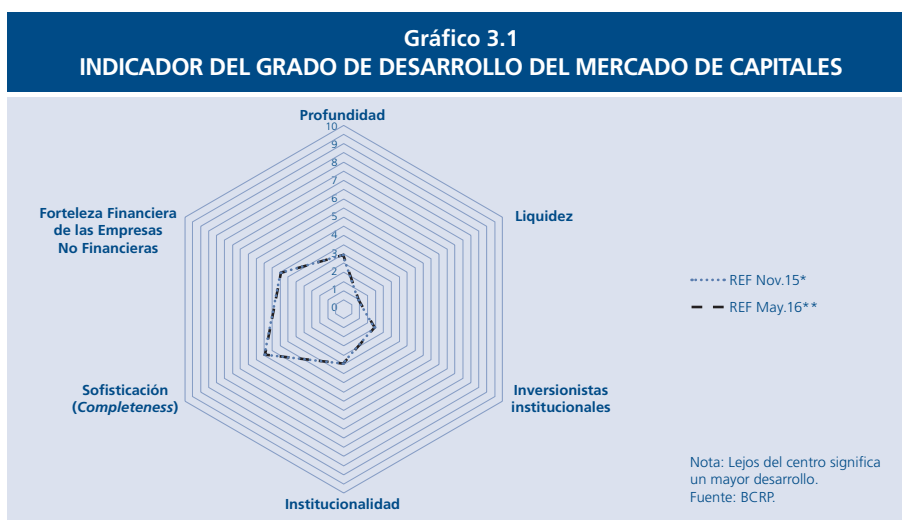 Gráfico 3.1
INDICADOR DEL GRADO DE DESARROLLO DEL MERCADO DE CAPITALES
Profundidad
10
9
8
7
6
5
4
3
2
1
0
Liquidez
Inversionistas
institucionales
Institucionalidad
Sofisticación
(Completeness)
Forteleza Financiera
de las Empresas
No Financieras
REF Nov.15*
REF May.16**
Nota: Lejos del centro significa
un mayor desarrollo.
Fuente: BCRP.